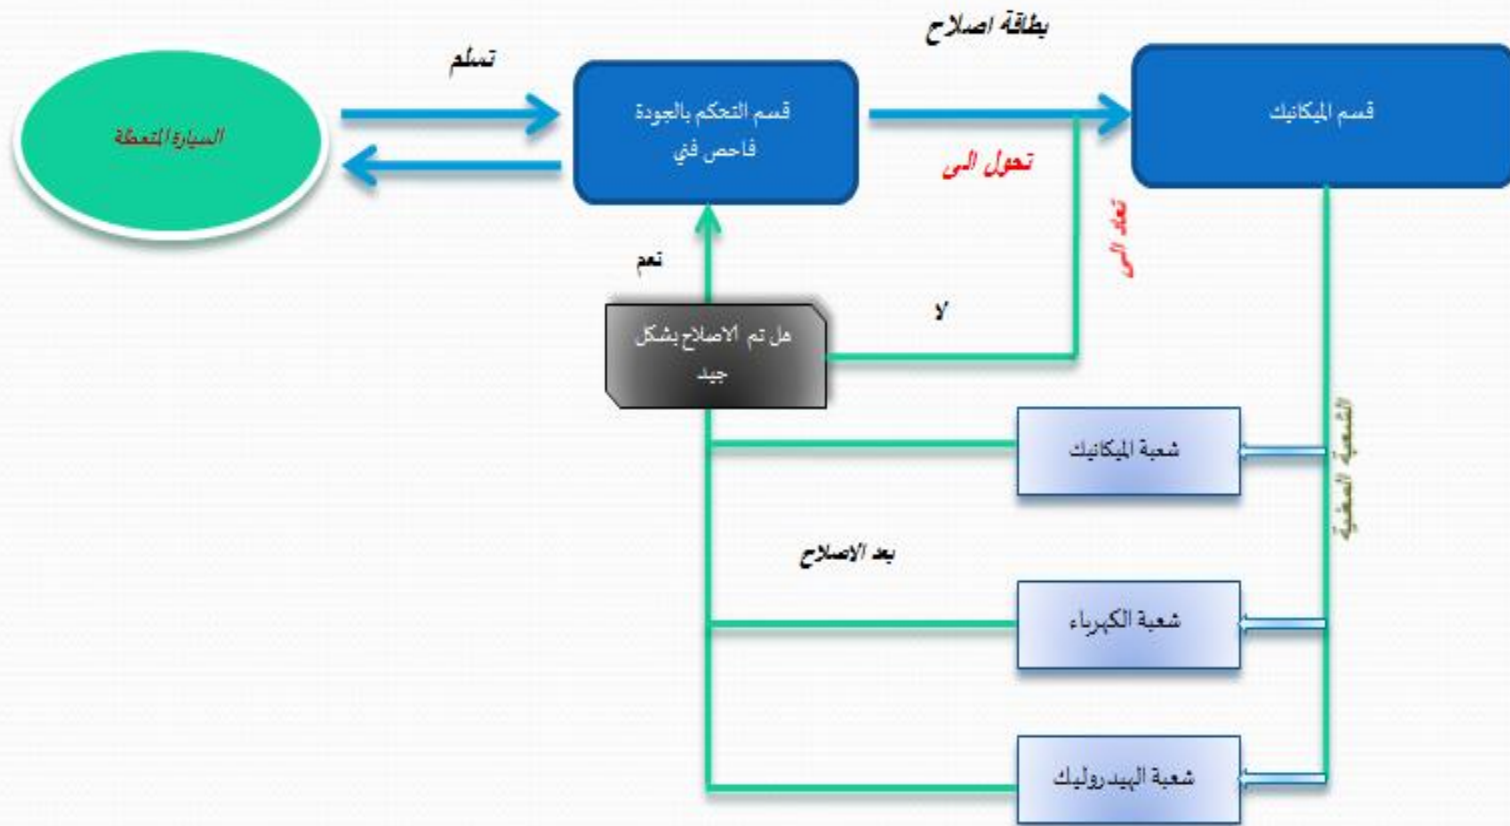 بطاقة اصلاح
تسلم
قسم الميكانيك
قسم التحكم بالجودة
فاحص فني
السيارة المتعطلة
تحول الى
تعاد الى
نعم
لا
هل تم الاصلاح بشكل
جيد
الشعبة المعنية
شعبة الميكانيك
بعد الاصلاح
شعبة الكهرباء
شعبة الهيدروليك